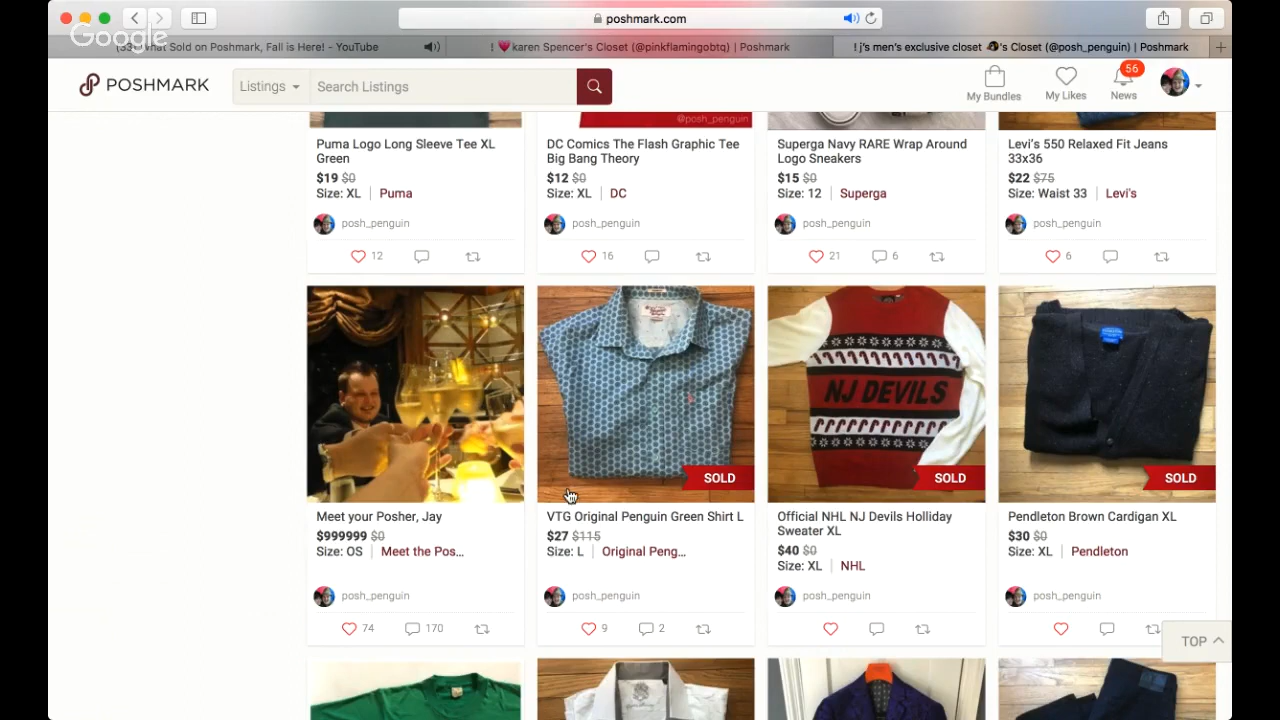 poshmark.com
Google
(33) What Sold on Poshmark, Fall is Here! - YouTube
! 💗karen Spencer's Closet (@pinkflamingobtq) | Poshmark
! j's men's exclusive closet 🐧's Closet (@posh_penguin) | Poshmark
POSHMARK
Listings
Search Listings
My Bundles
My Likes
56
News
@posh_penguin
Puma Logo Long Sleeve Tee XL
Green
$19 $0
Size: XL | Puma
posh_penguin
12
DC Comics The Flash Graphic Tee
Big Bang Theory
$12 $0
Size: XL | DC
posh_penguin
16
Superga Navy RARE Wrap Around
Logo Sneakers
$15 $0
Size: 12 | Superga
posh_penguin
21 6
Levi's 550 Relaxed Fit Jeans
33x36
$22 $75
Size: Waist 33 | Levi's
posh_penguin
6
Meet your Posher, Jay
$999999 $0
Size: OS | Meet the Pos...
posh_penguin
74 170
SOLD
VTG Original Penguin Green Shirt L
$27 $115
Size: L | Original Peng...
posh_penguin
9 2
NJ DEVILS
SOLD
Official NHL NJ Devils Holliday
Sweater XL
$40 $0
Size: XL | NHL
posh_penguin
SOLD
Pendleton Brown Cardigan XL
$30 $0
Size: XL | Pendleton
posh_penguin
TOP